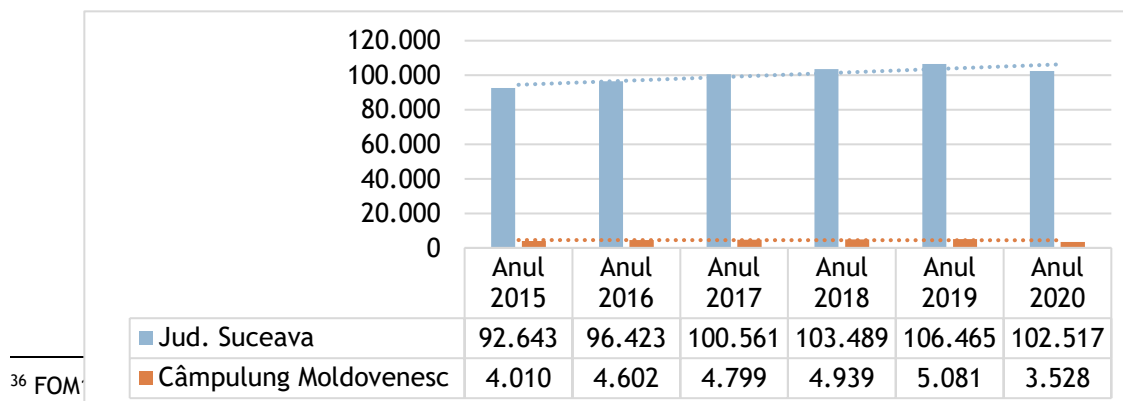 120.000
100.000
80.000
60.000
40.000
20.000
0
Anul 2015 Anul 2016 Anul 2017 Anul 2018 Anul 2019 Anul 2020
Jud. Suceava 92.643 96.423 100.561 103.489 106.465 102.517
Câmpulung Moldovenesc 4.010 4.602 4.799 4.939 5.081 3.528
36 FOM